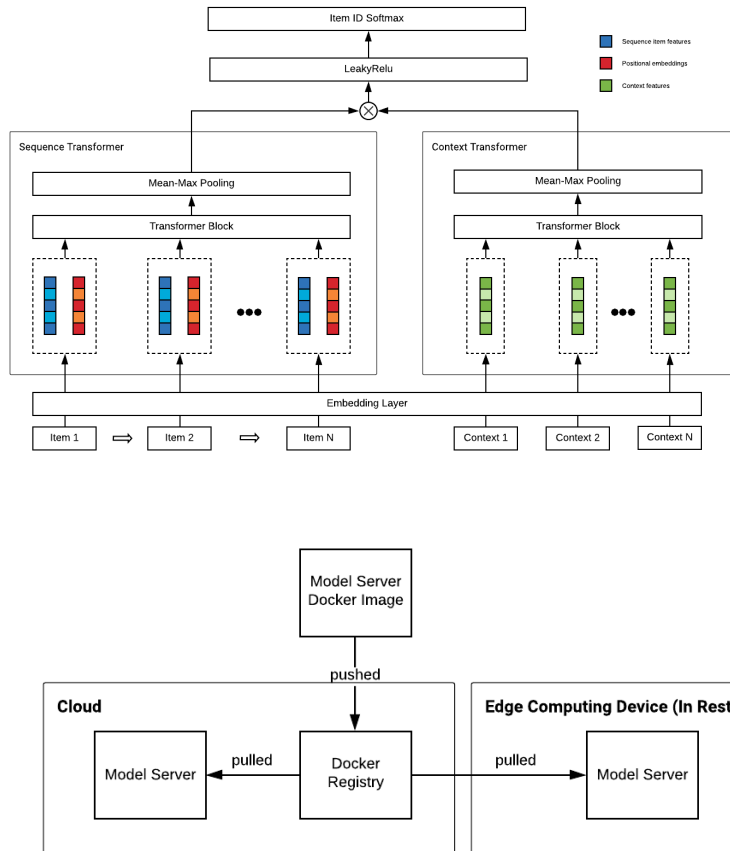 Item ID Softmax
LeakyRelu
Sequence item features
Positional embeddings
Context features
Sequence Transformer
Mean-Max Pooling
Transformer Block
Context Transformer
Mean-Max Pooling
Transformer Block
Embedding Layer
Item 1
Item 2
Item N
Context 1
Context 2
Context N
Model Server
Docker Image
pushed
Cloud
Model Server
pulled
Docker
Registry
pulled
Edge Computing Device (In Rest
Model Server